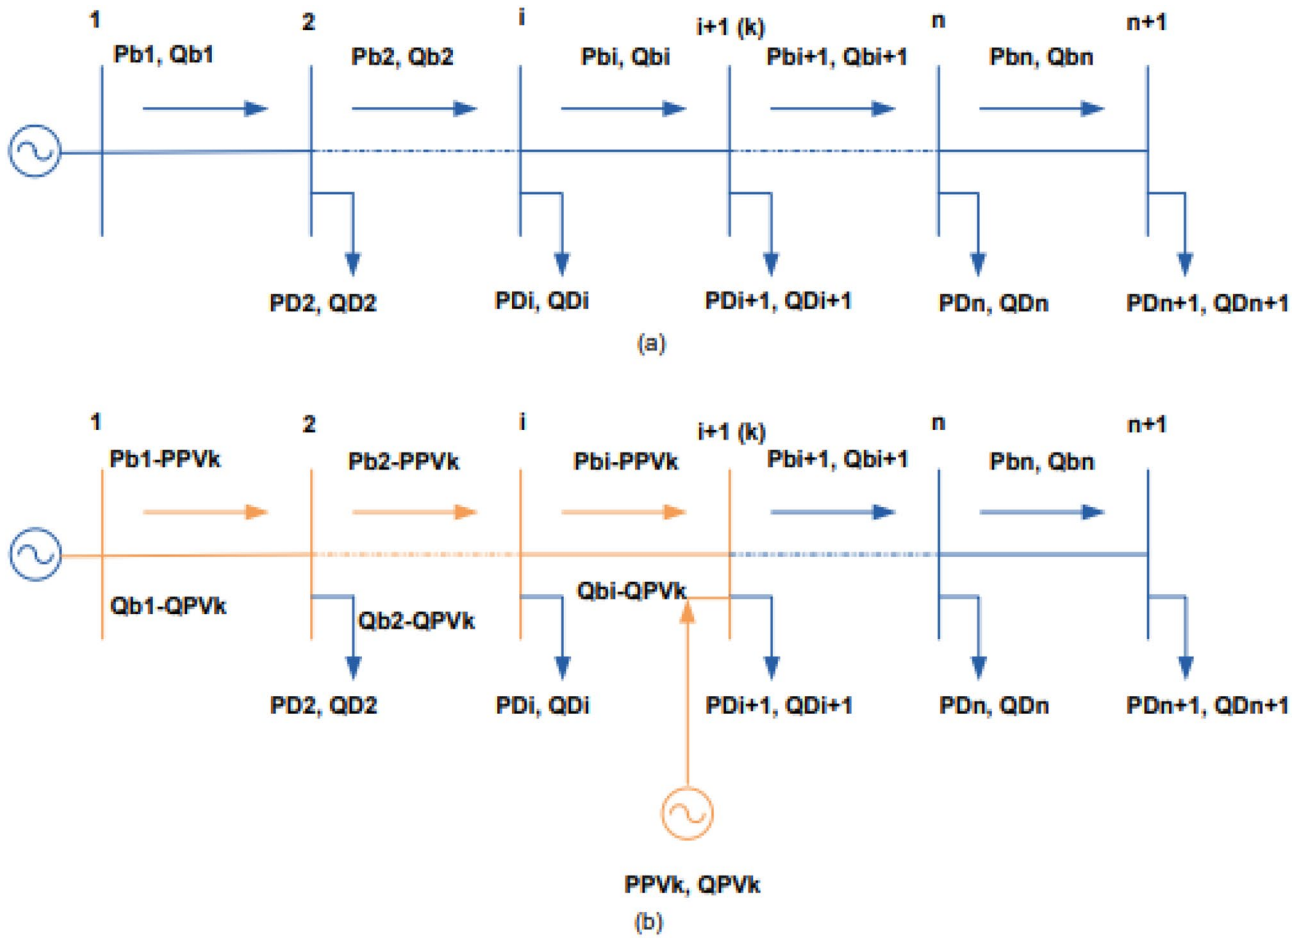 1 2 i i+1 (k) n n+1
Pb1, Qb1 Pb2, Qb2 Pbi, Qbi Pbi+1, Qbi+1 Pbn, Qbn
PD2, QD2 PDi, QDi PDi+1, QDi+1 PDn, QDn PDn+1, QDn+1
(a)
1 2 i i+1 (k) n n+1
Pb1-PPVk Pb2-PPVk Pbi-PPVk Pbi+1, Qbi+1 Pbn, Qbn
Qb1-QPVk Qb2-QPVk Qbi-QPVk
PD2, QD2 PDi, QDi PDi+1, QDi+1 PDn, QDn PDn+1, QDn+1
PPVk, QPVk
(b)